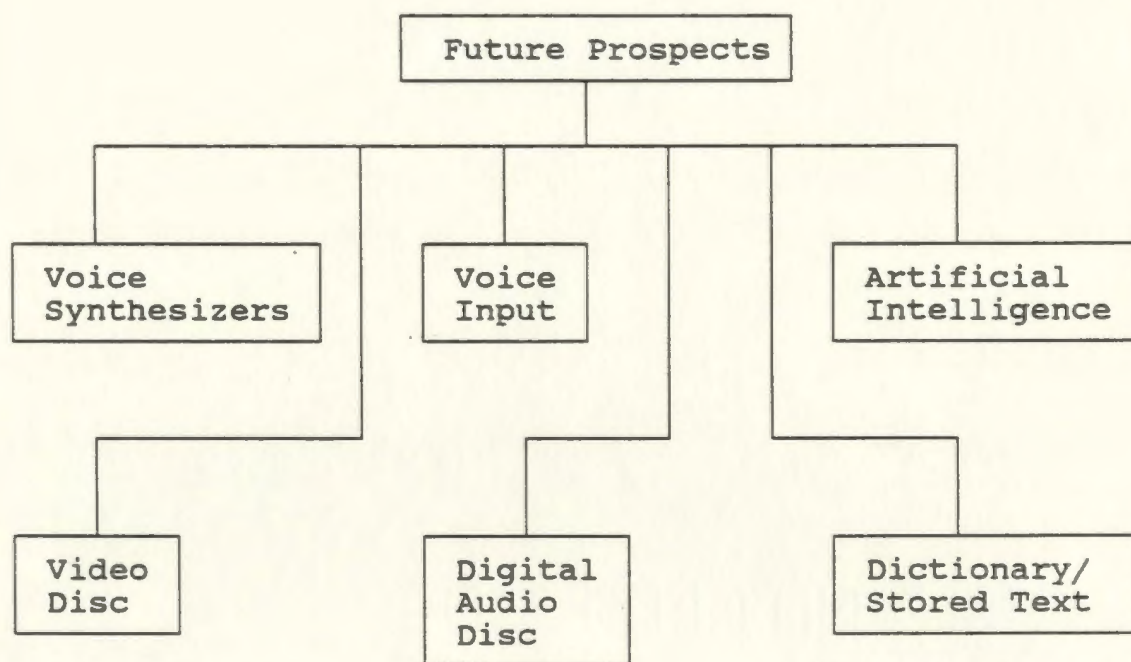 Future Prospects
Voice
Synthesizers
Voice
Input
Artificial
Intelligence
Video
Disc
Digital
Audio
Disc
Dictionary/
Stored Text